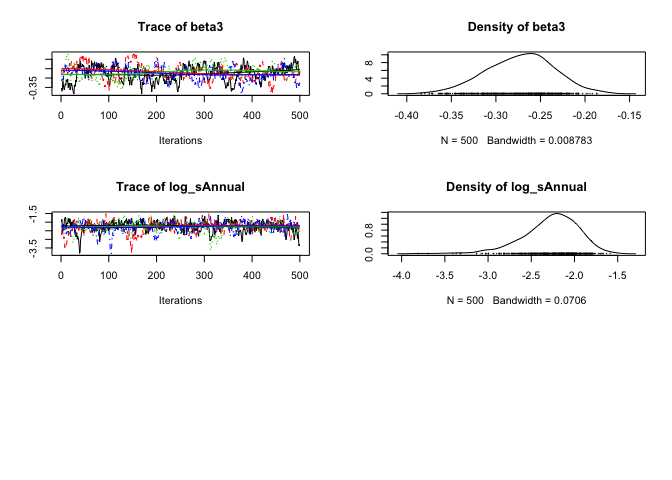 Trace of beta3
-0.35
0 100 200 300 400 500
Iterations
Density of beta3
0 4 8
-0.40 -0.35 -0.30 -0.25 -0.20 -0.15
N = 500 Bandwidth = 0.008783
Trace of log_sAnnual
-3.5 -1.5
0 100 200 300 400 500
Iterations
Density of log_sAnnual
0.0 0.8
-4.0 -3.5 -3.0 -2.5 -2.0 -1.5
N = 500 Bandwidth = 0.0706